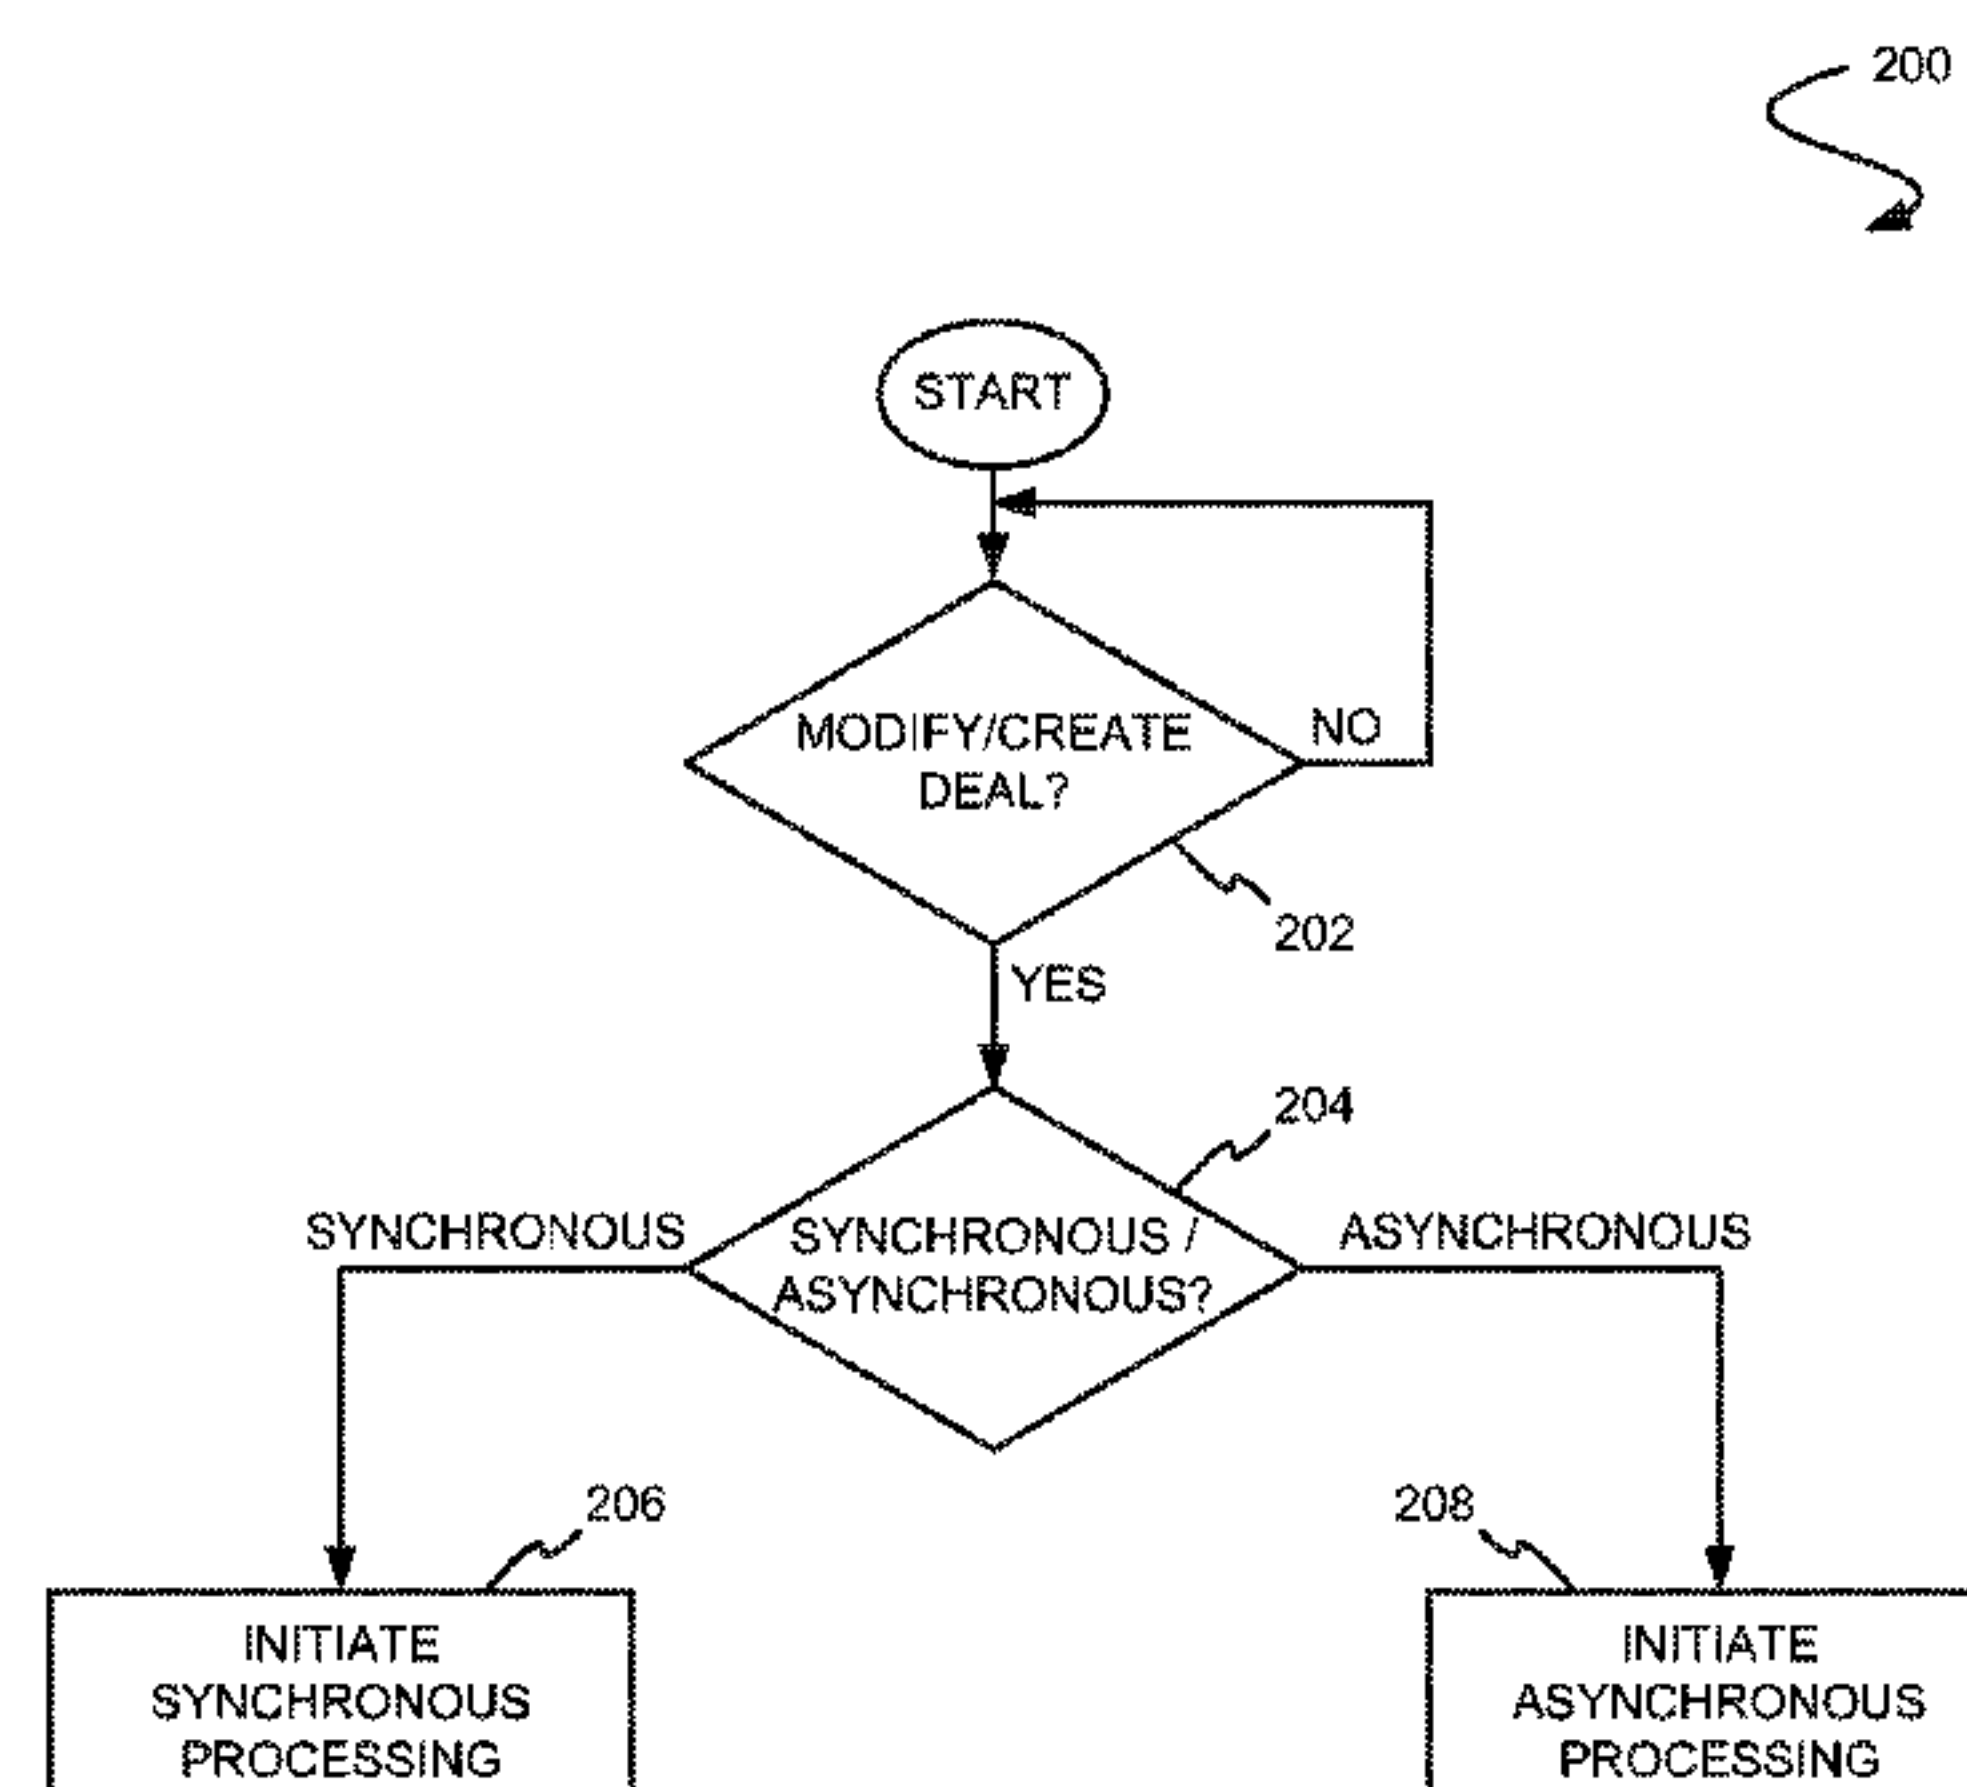 200
START
MODIFY/CREATE
DEAL?
NO
202
YES
204
SYNCHRONOUS
SYNCHRONOUS /
ASYNCHRONOUS?
ASYNCHRONOUS
206
208
INITIATE
SYNCHRONOUS
PROCESSING
INITIATE
ASYNCHRONOUS
PROCESSING